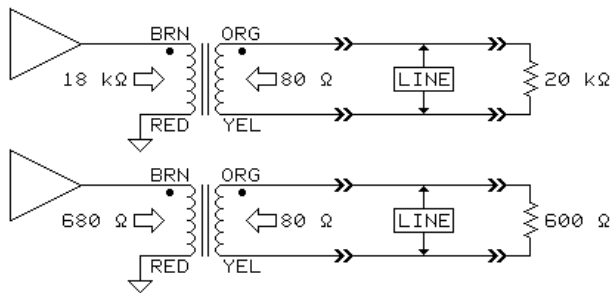 BRN ORG
18 kΩ 80 Ω LINE 20 kΩ
RED YEL
BRN ORG
680 Ω 80 Ω LINE 600 Ω
RED YEL